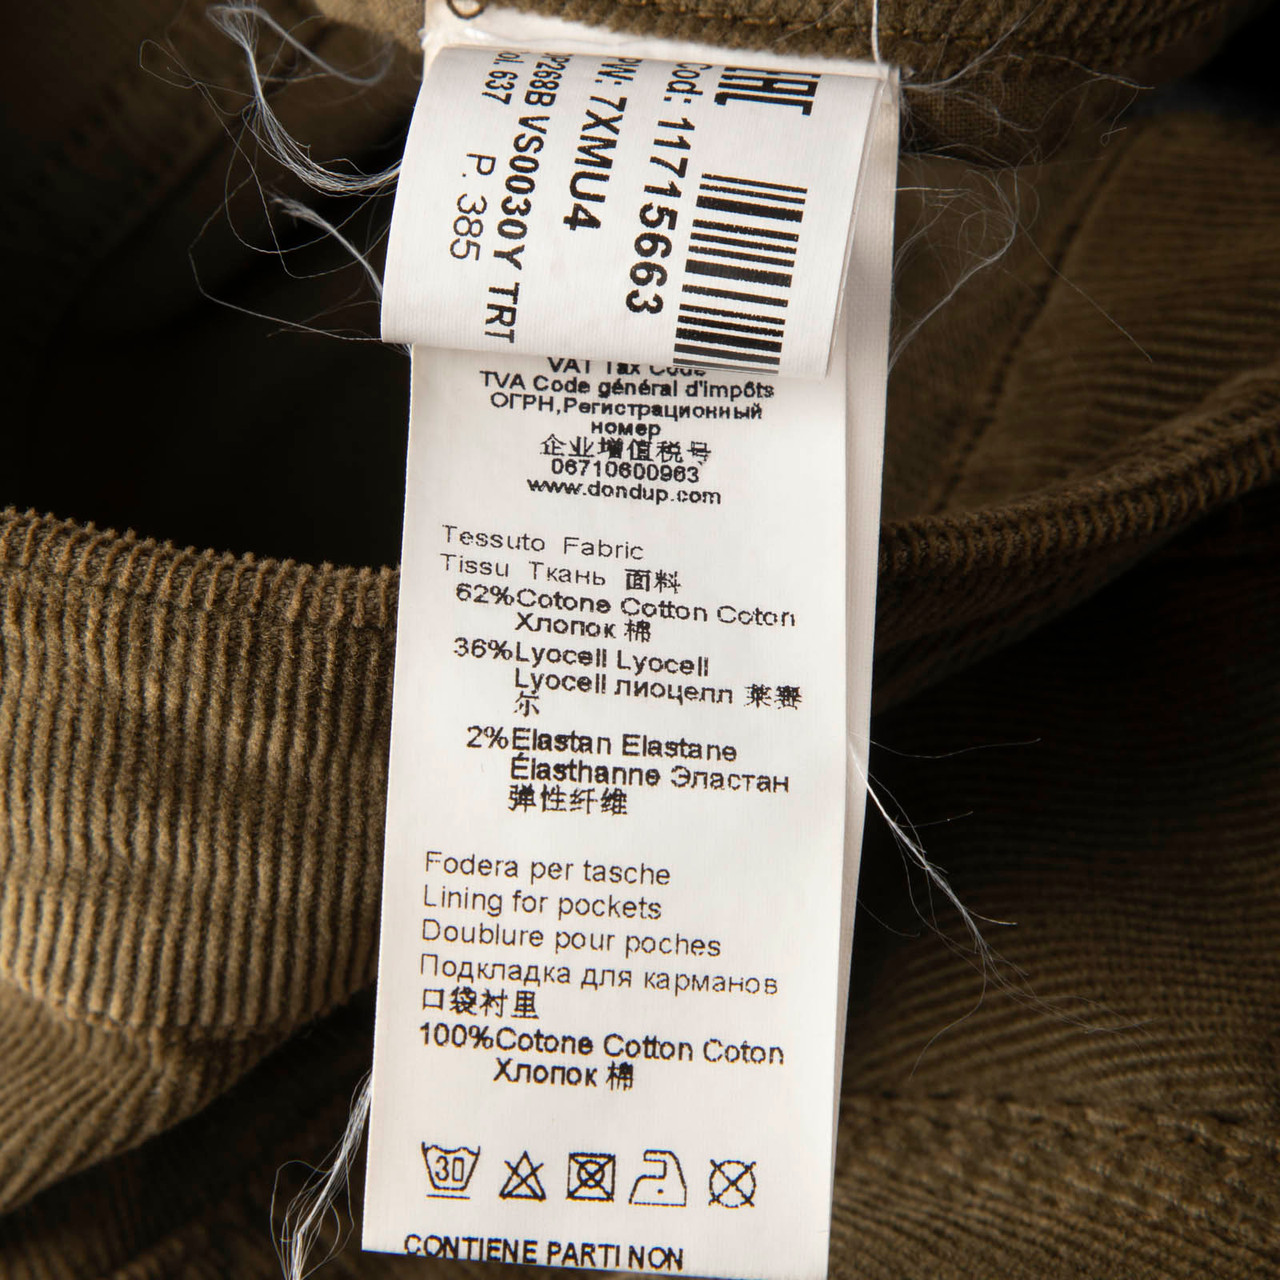 EAC
Cod: 11715663
PW: 7XMU4
DP268B VS0030Y TRT
Col. 637
P. 385
VAT Tax Code
TVA Code général d'impôts
ОГРН,Регистрационный
номер
企业增值税号
06710600963
www.dondup.com
Tessuto Fabric
Tissu Ткань 面料
62%Cotone Cotton Coton
Хлопок 棉
36%Lyocell Lyocell
Lyocell лиоцелл 莱赛
尔
2%Elastan Elastane
Élasthanne Эластан
弹性纤维
Fodera per tasche
Lining for pockets
Doublure pour poches
Подкладка для карманов
口袋衬里
100%Cotone Cotton Coton
Хлопок 棉
30
CONTIENE PARTI NON